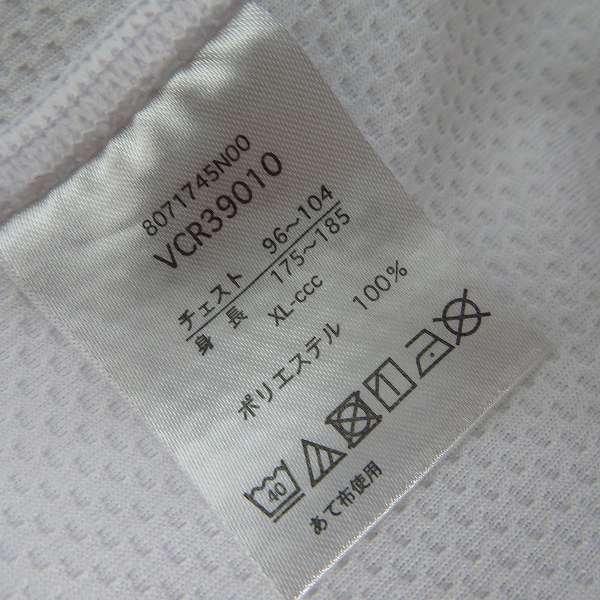 8071745N00
VCR39010
チェスト 96～104
身長 175～185
XL-ccc
ポリエステル 100%
40
あて布使用